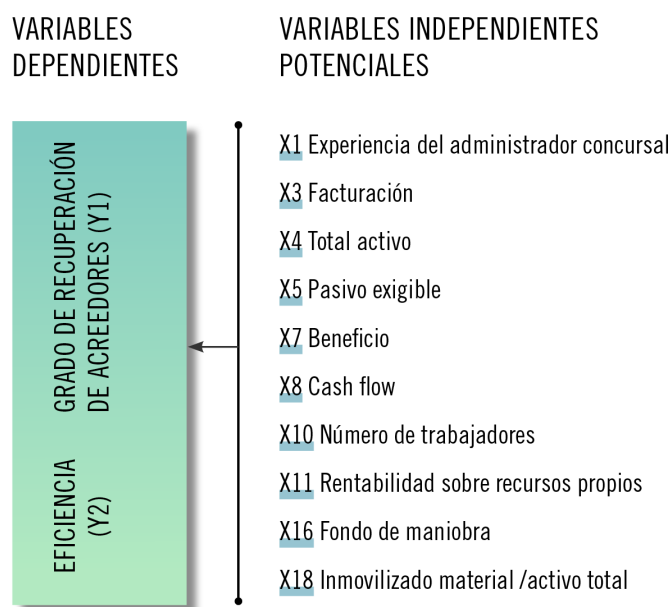 VARIABLES
DEPENDIENTES
VARIABLES INDEPENDIENTES
POTENCIALES
GRADO DE RECUPERACIÓN
DE ACREEDORES (Y1)
EFICIENCIA
(Y2)
X1 Experiencia del administrador concursal
X3 Facturación
X4 Total activo
X5 Pasivo exigible
X7 Beneficio
X8 Cash flow
X10 Número de trabajadores
X11 Rentabilidad sobre recursos propios
X16 Fondo de maniobra
X18 Inmovilizado material /activo total